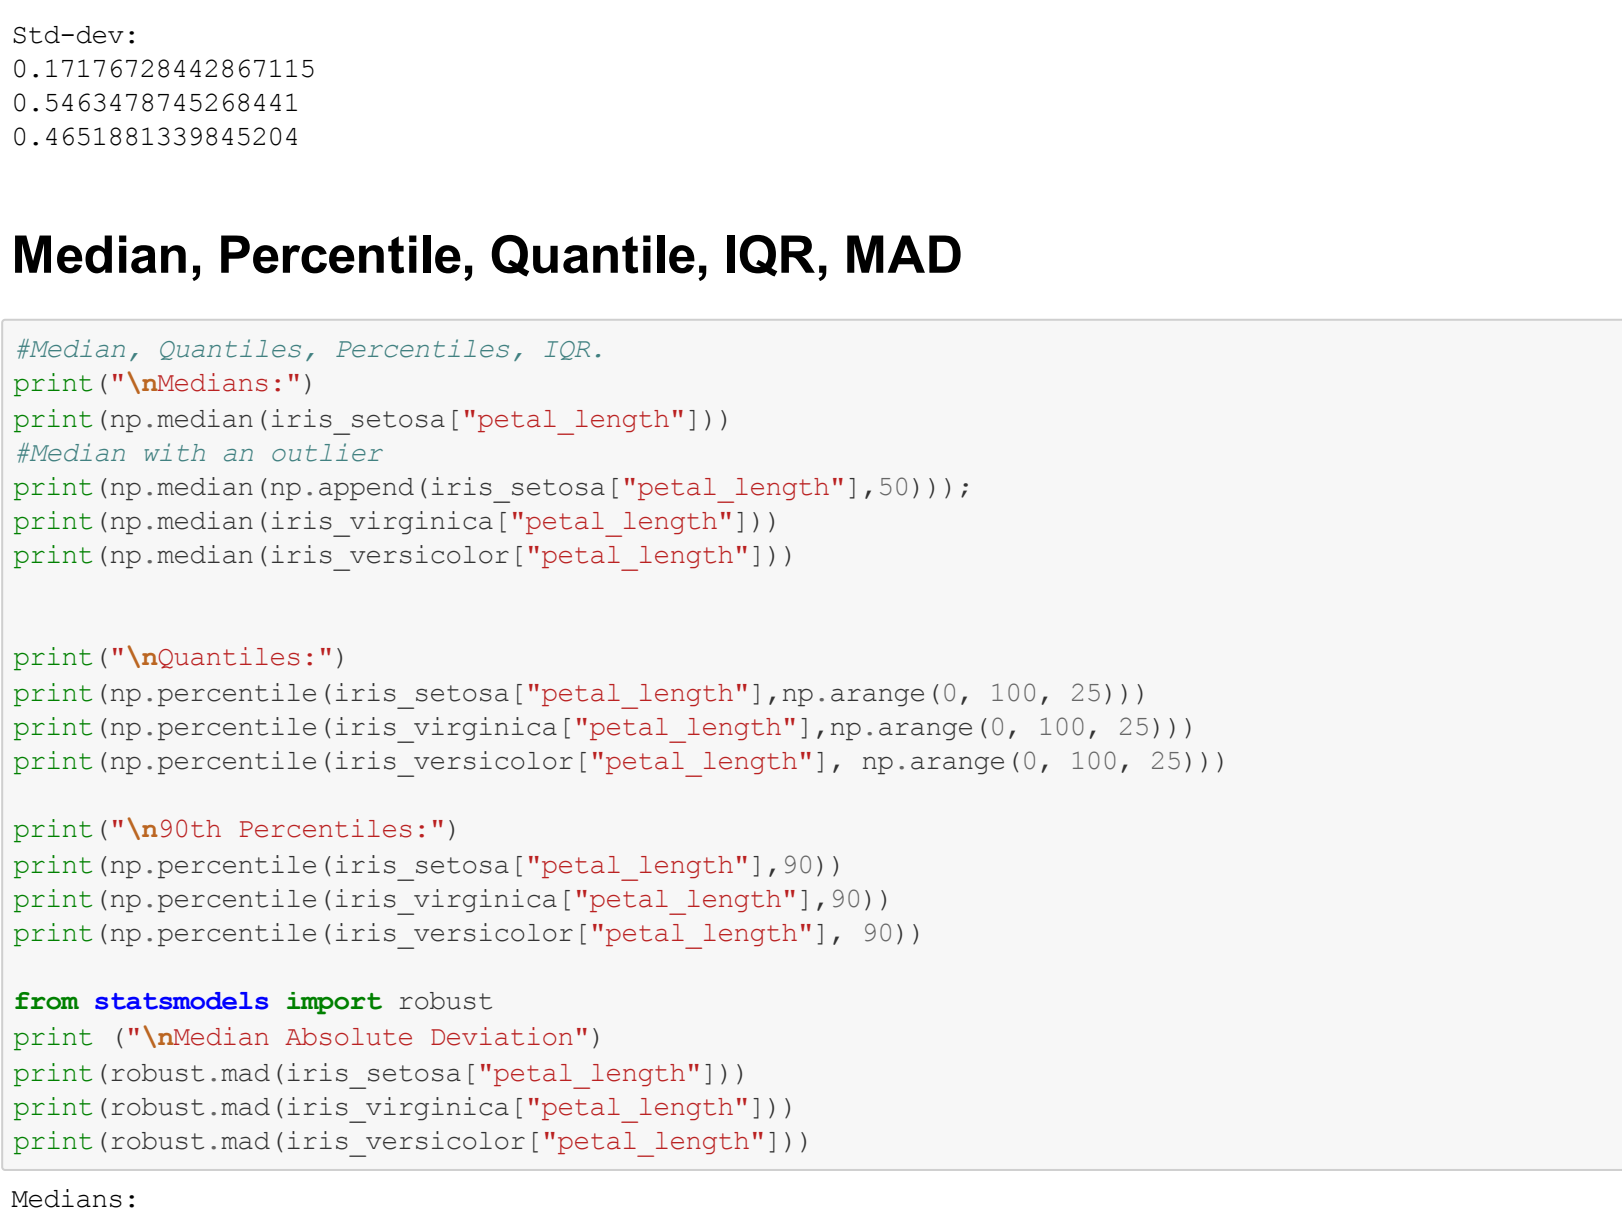 Std-dev:
0.17176728442867115
0.5463478745268441
0.4651881339845204
Median, Percentile, Quantile, IQR, MAD
#Median, Quantiles, Percentiles, IQR.
print("\nMedians:")
print(np.median(iris_setosa["petal_length"]))
#Median with an outlier
print(np.median(np.append(iris_setosa["petal_length"],50)));
print(np.median(iris_virginica["petal_length"]))
print(np.median(iris_versicolor["petal_length"]))
print("\nQuantiles:")
print(np.percentile(iris_setosa["petal_length"],np.arange(0, 100, 25)))
print(np.percentile(iris_virginica["petal_length"],np.arange(0, 100, 25)))
print(np.percentile(iris_versicolor["petal_length"], np.arange(0, 100, 25)))
print("\n90th Percentiles:")
print(np.percentile(iris_setosa["petal_length"],90))
print(np.percentile(iris_virginica["petal_length"],90))
print(np.percentile(iris_versicolor["petal_length"], 90))
from statsmodels import robust
print ("\nMedian Absolute Deviation")
print(robust.mad(iris_setosa["petal_length"]))
print(robust.mad(iris_virginica["petal_length"]))
print(robust.mad(iris_versicolor["petal_length"]))
Medians: